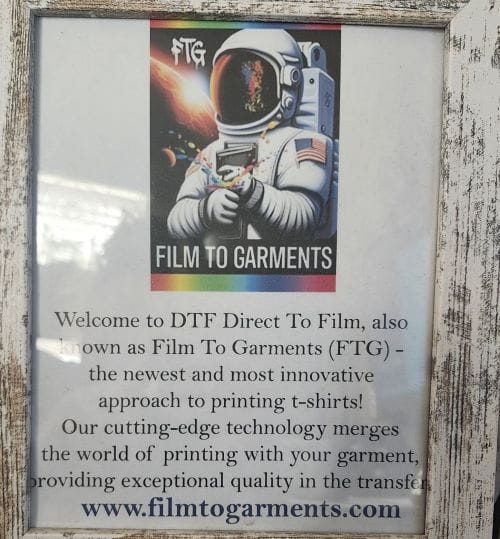 FTG
FILM TO GARMENTS
Welcome to DTF Direct To Film, also
known as Film To Garments (FTG) -
the newest and most innovative
approach to printing t-shirts!
Our cutting-edge technology merges
the world of printing with your garment,
providing exceptional quality in the transfer
www.filmtogarments.com